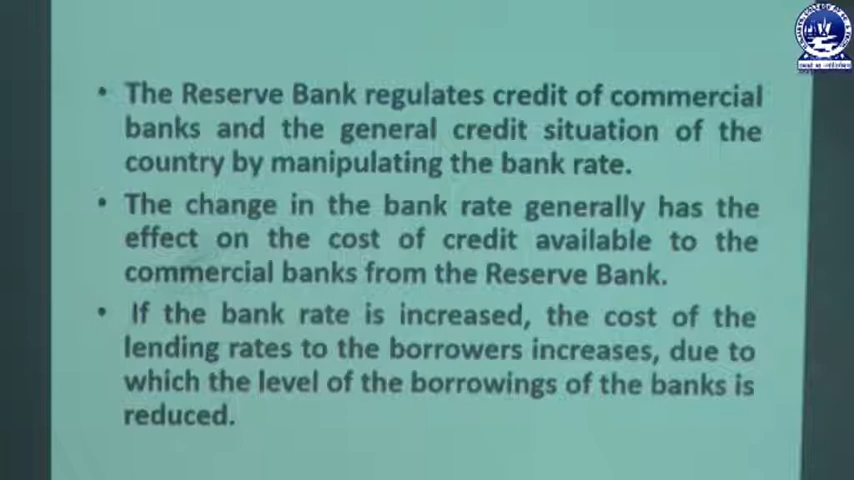 • The Reserve Bank regulates credit of commercial
banks and the general credit situation of the
country by manipulating the bank rate.
• The change in the bank rate generally has the
effect on the cost of credit available to the
commercial banks from the Reserve Bank.
• If the bank rate is increased, the cost of the
lending rates to the borrowers increases, due to
which the level of the borrowings of the banks is
reduced.